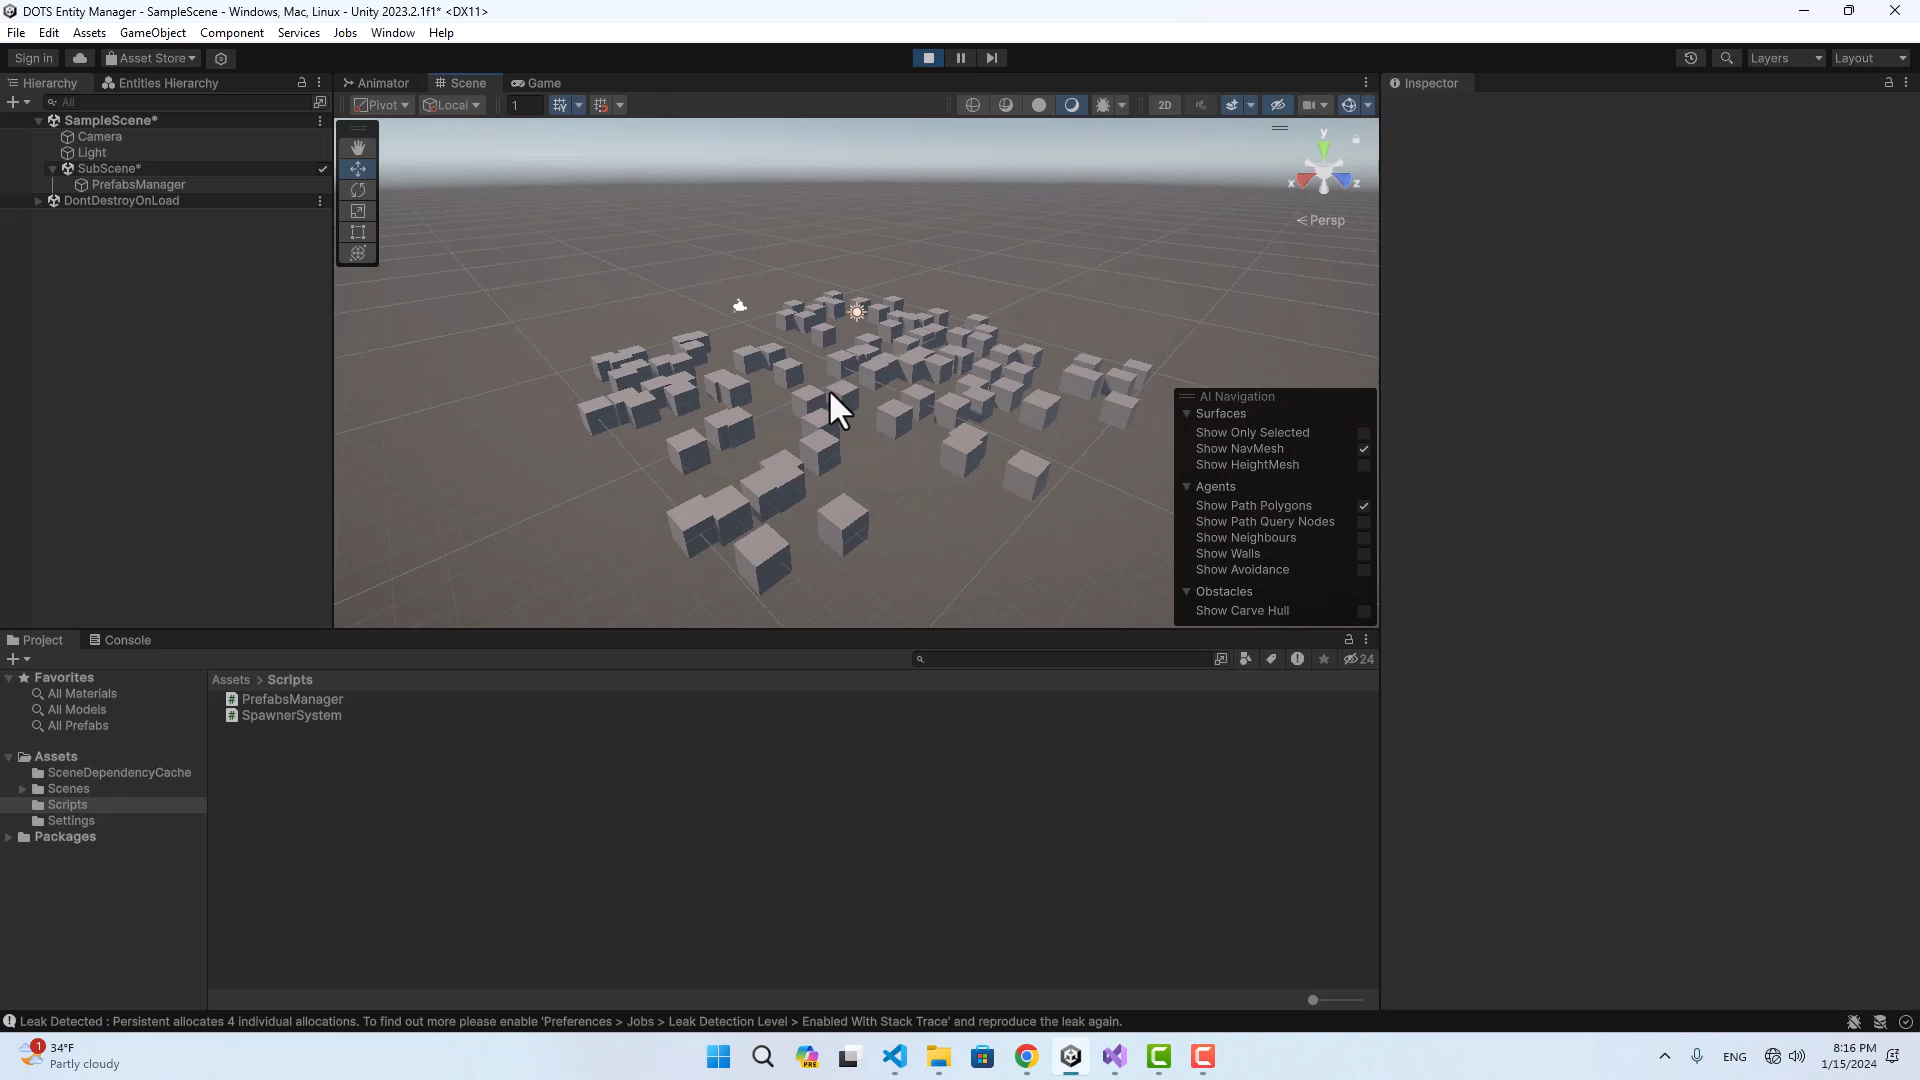 DOTS Entity Manager - SampleScene - Windows, Mac, Linux - Unity 2023.2.1f1* <DX11>
File Edit Assets GameObject Component Services Jobs Window Help
Sign in Asset Store Layers Layout
Hierarchy Entities Hierarchy Animator Scene Game Inspector
All Pivot Local 1 2D
SampleScene*
Camera
Light
SubScene*
PrefabsManager
DontDestroyOnLoad
y
x z
Persp
AI Navigation
Surfaces
Show Only Selected
Show NavMesh
Show HeightMesh
Agents
Show Path Polygons
Show Path Query Nodes
Show Neighbours
Show Walls
Show Avoidance
Obstacles
Show Carve Hull
Project Console
24
Favorites
All Materials
All Models
All Prefabs
Assets
SceneDependencyCache
Scenes
Scripts
Settings
Packages
Assets > Scripts
PrefabsManager
SpawnerSystem
Leak Detected : Persistent allocates 4 individual allocations. To find out more please enable 'Preferences > Jobs > Leak Detection Level > Enabled With Stack Trace' and reproduce the leak again.
1
34°F
Partly cloudy
PRE
ENG
8:16 PM
1/15/2024